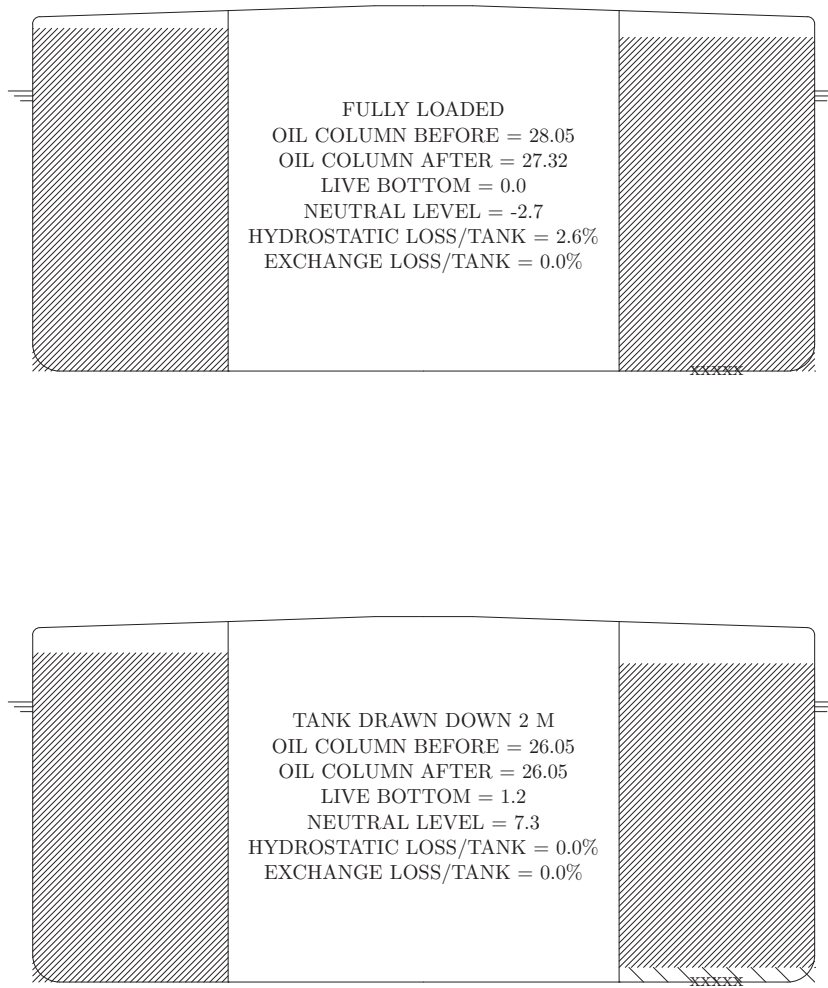 FULLY LOADED
OIL COLUMN BEFORE = 28.05
OIL COLUMN AFTER = 27.32
LIVE BOTTOM = 0.0
NEUTRAL LEVEL = -2.7
HYDROSTATIC LOSS/TANK = 2.6%
EXCHANGE LOSS/TANK = 0.0%
XXXXX
TANK DRAWN DOWN 2 M
OIL COLUMN BEFORE = 26.05
OIL COLUMN AFTER = 26.05
LIVE BOTTOM = 1.2
NEUTRAL LEVEL = 7.3
HYDROSTATIC LOSS/TANK = 0.0%
EXCHANGE LOSS/TANK = 0.0%
XXXXX